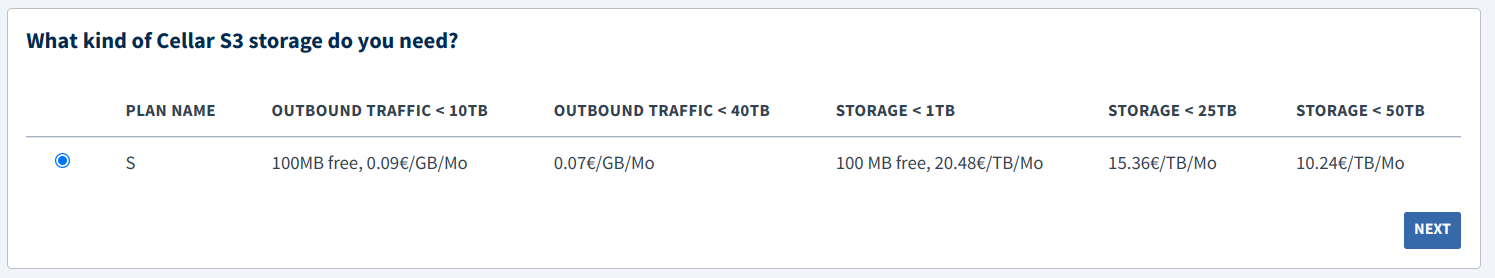 What kind of Cellar S3 storage do you need?
PLAN NAME OUTBOUND TRAFFIC < 10TB OUTBOUND TRAFFIC < 40TB STORAGE < 1TB STORAGE < 25TB STORAGE < 50TB
S 100MB free, 0.09€/GB/Mo 0.07€/GB/Mo 100 MB free, 20.48€/TB/Mo 15.36€/TB/Mo 10.24€/TB/Mo
NEXT